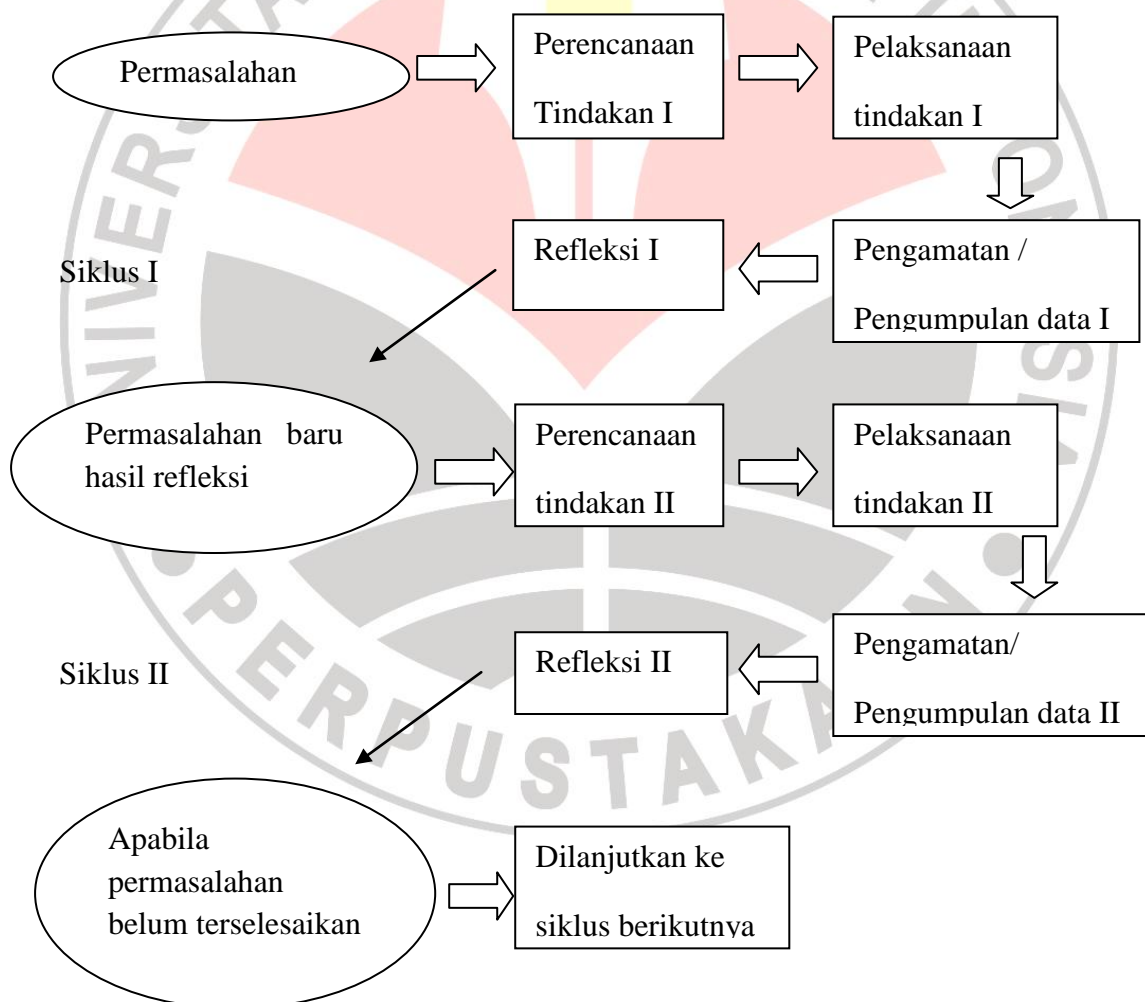 Permasalahan
Perencanaan
Tindakan I
Pelaksanaan
tindakan I
Siklus I
Refleksi I
Pengamatan /
Pengumpulan data I
Permasalahan baru
hasil refleksi
Perencanaan
tindakan II
Pelaksanaan
tindakan II
Siklus II
Refleksi II
Pengamatan/
Pengumpulan data II
Apabila
permasalahan
belum terselesaikan
Dilanjutkan ke
siklus berikutnya
PERPUSTAKAAN